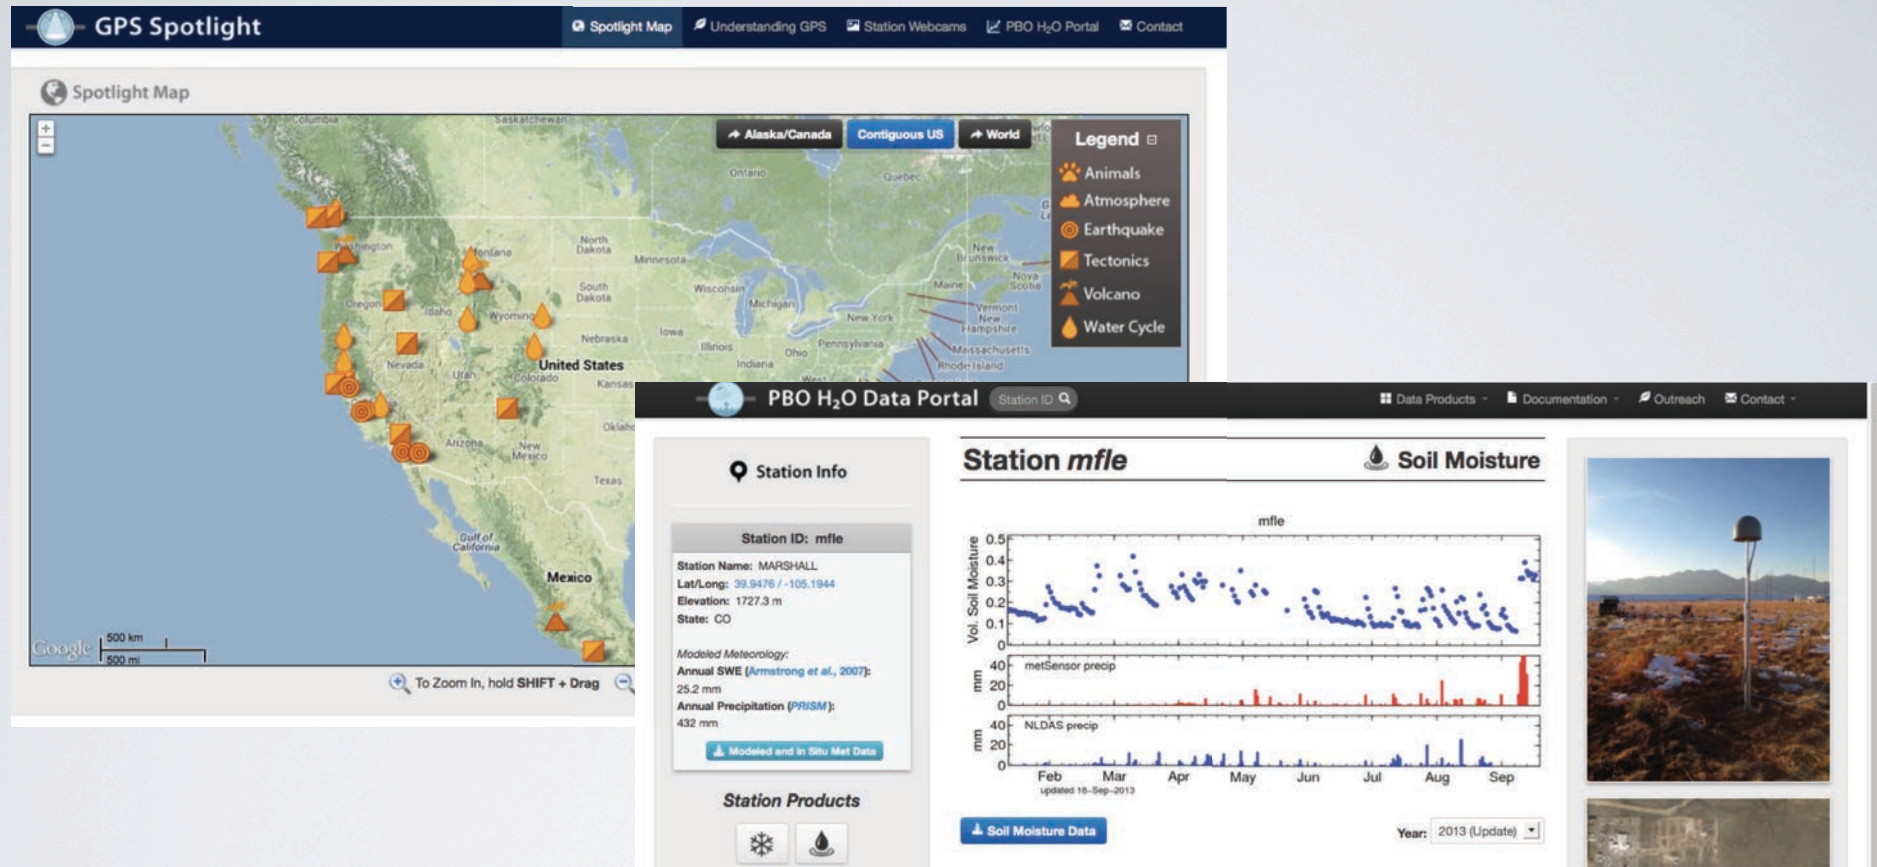 GPS Spotlight
Spotlight Map
Understanding GPS
Station Webcams
PBO H₂O Portal
Contact
Spotlight Map
+
−
Columbia
Saskatchewan
Alaska/Canada
Contiguous US
World
Legend
Animals
Atmosphere
Earthquake
Tectonics
Volcano
Water Cycle
Ontario
Quebec
Washington
Montana
North
Dakota
Minnesota
New
Brunswick
Nova
Scotia
Maine
Oregon
Idaho
Wyoming
South
Dakota
Wisconsin
Michigan
New York
Vermont
New
Hampshire
Massachusetts
Rhode Island
Nebraska
Iowa
Illinois
Indiana
Ohio
Pennsylvania
Nevada
Utah
United States
Colorado
Kansas
West
Arizona
New
Mexico
Texas
Gulf of
California
Mexico
Google
500 km
500 mi
To Zoom In, hold SHIFT + Drag
PBO H₂O Data Portal
Station ID
Data Products
Documentation
Outreach
Contact
Station Info
Station ID: mfle
Station Name: MARSHALL
Lat/Long: 39.9476 / -105.1944
Elevation: 1727.3 m
State: CO
Modeled Meteorology:
Annual SWE (Armstrong et al., 2007):
25.2 mm
Annual Precipitation (PRISM):
432 mm
Modeled and In Situ Met Data
Station Products
Station mfle
Soil Moisture
mfle
Vol. Soil Moisture
0.5
0.4
0.3
0.2
0.1
0
metSensor precip
mm
40
20
0
NLDAS precip
mm
40
20
0
Feb Mar Apr May Jun Jul Aug Sep
updated 18-Sep-2013
Soil Moisture Data
Year: 2013 (Update)